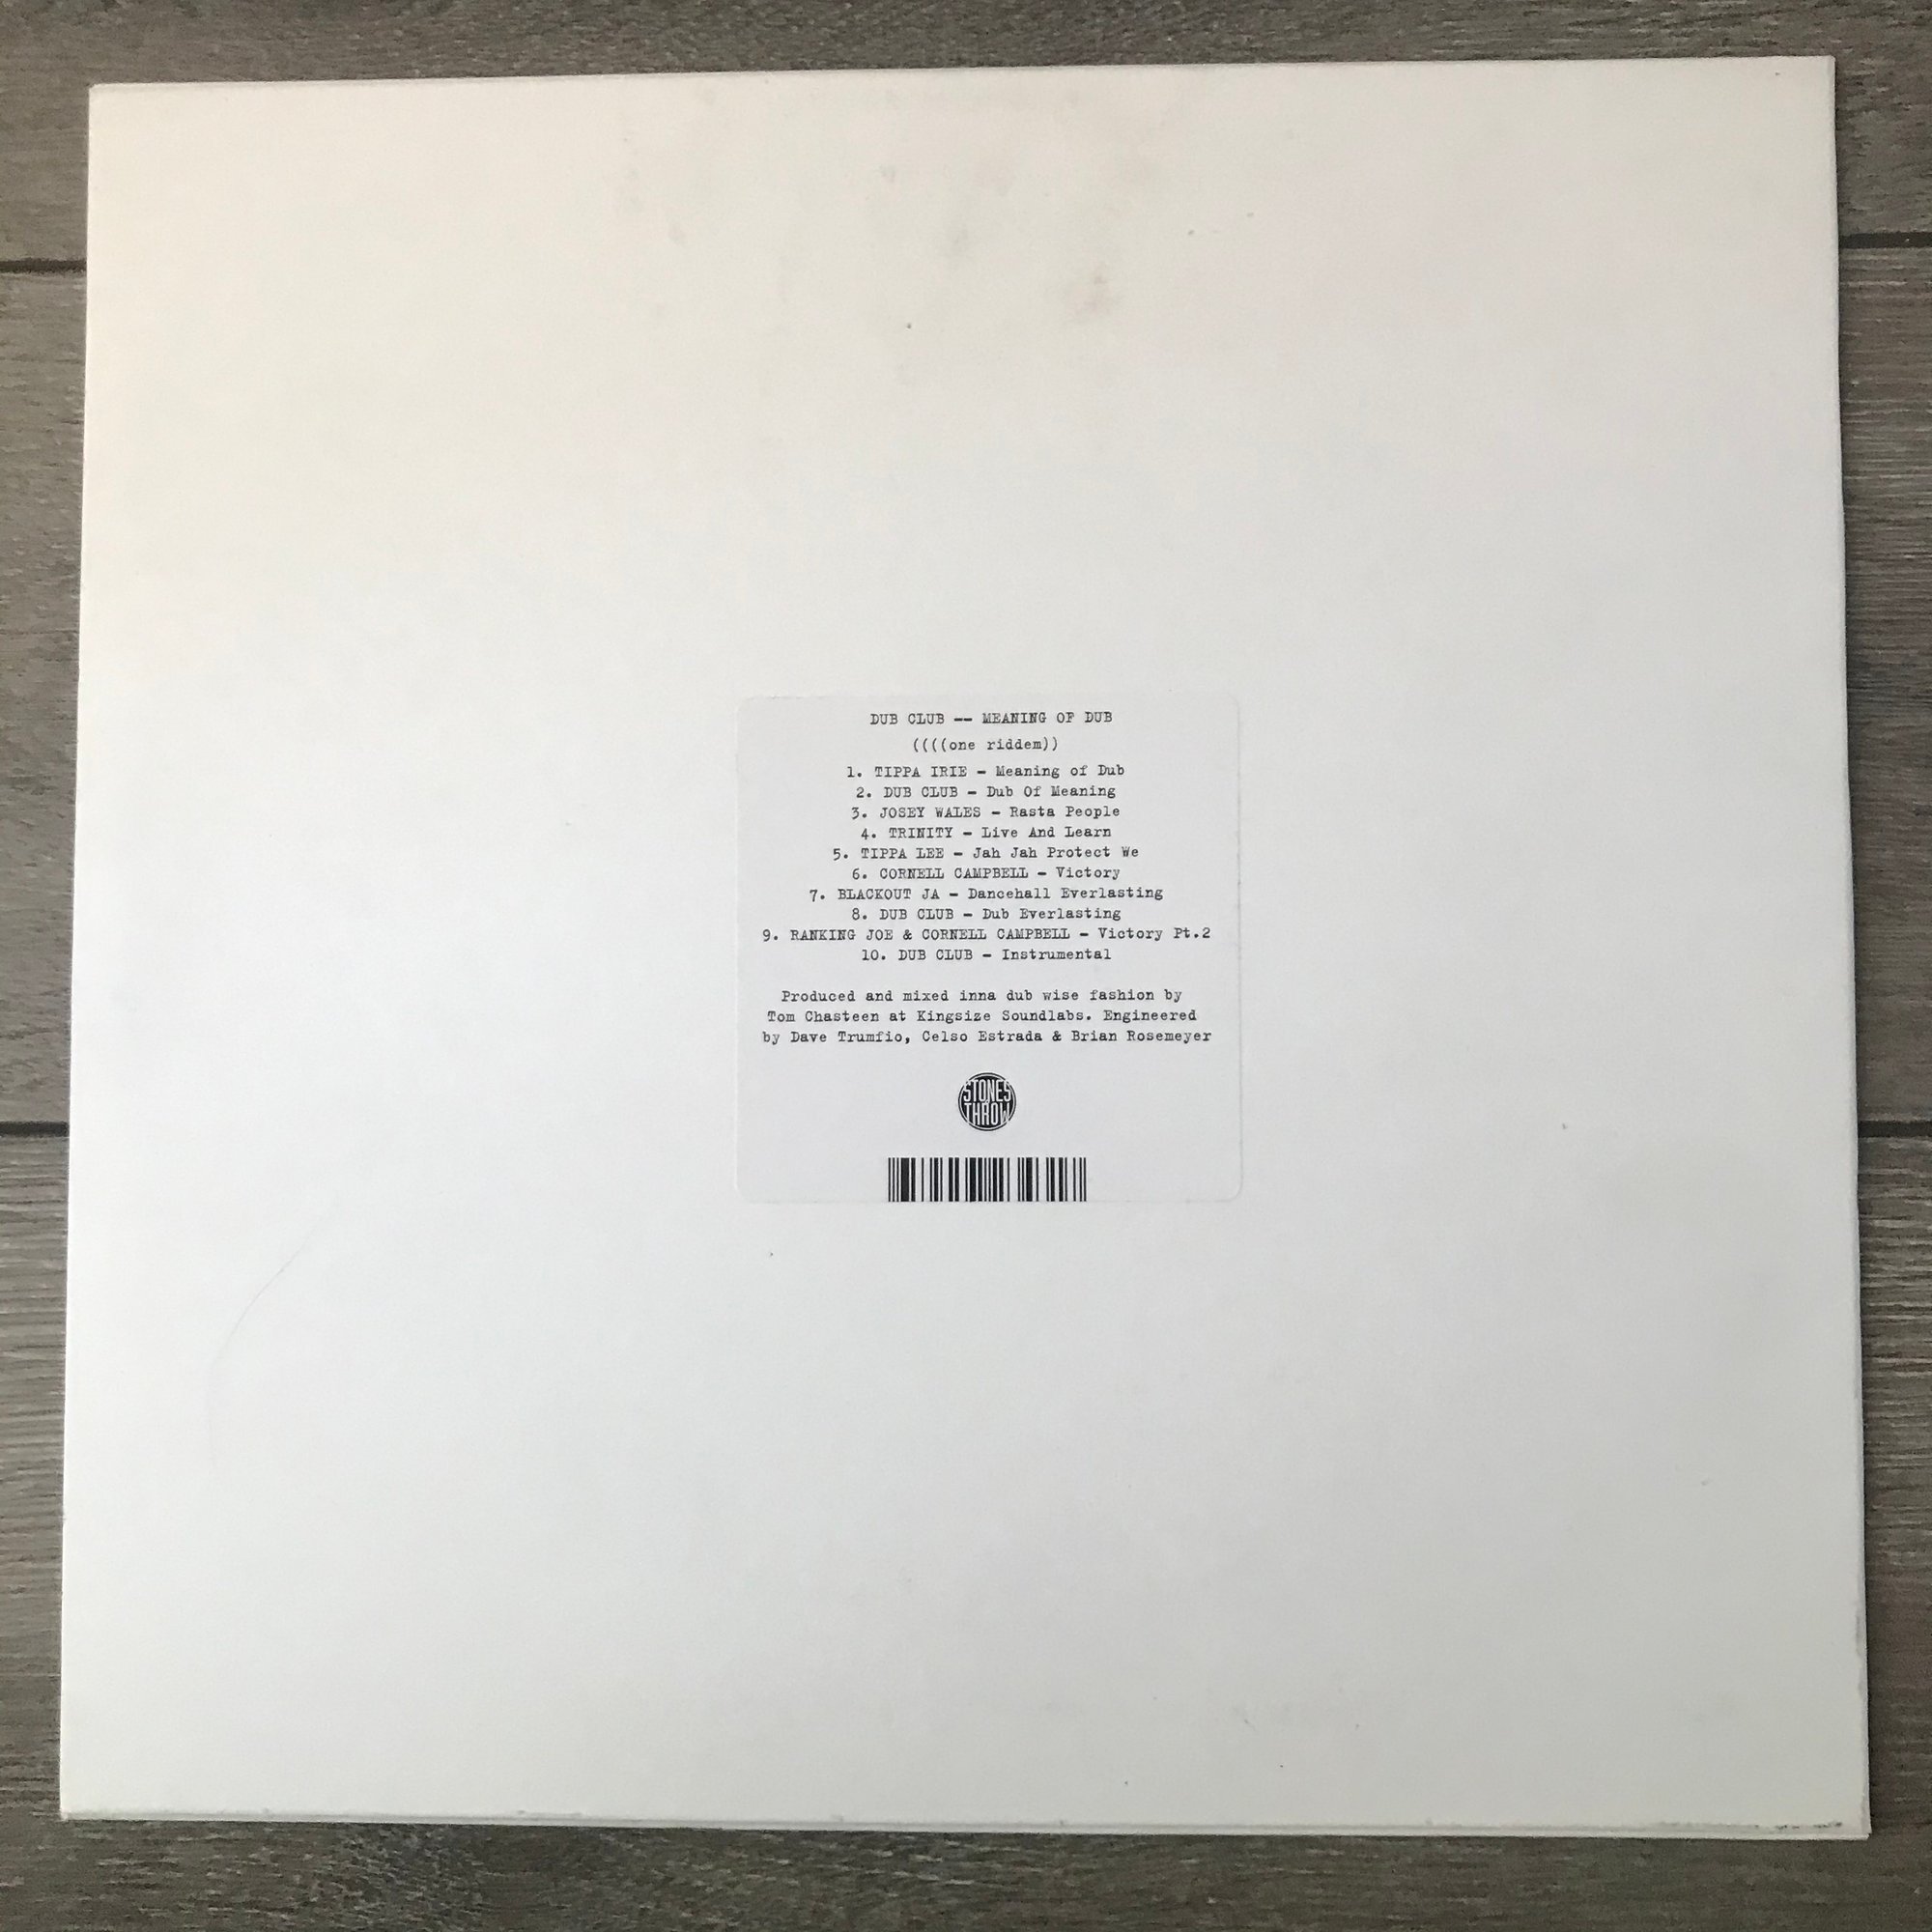 DUB CLUB -- MEANING OF DUB
((((one riddem))
1. TIPPA IRIE - Meaning of Dub
2. DUB CLUB - Dub Of Meaning
3. JOSEY WALES - Rasta People
4. TRINITY - Live And Learn
5. TIPPA LEE - Jah Jah Protect We
6. CORNELL CAMPBELL - Victory
7. BLACKOUT JA - Dancehall Everlasting
8. DUB CLUB - Dub Everlasting
9. RANKING JOE & CORNELL CAMPBELL - Victory Pt.2
10. DUB CLUB - Instrumental
Produced and mixed inna dub wise fashion by
Tom Chasteen at Kingsize Soundlabs. Engineered
by Dave Trumfio, Celso Estrada & Brian Rosemeyer
STONES
THROW